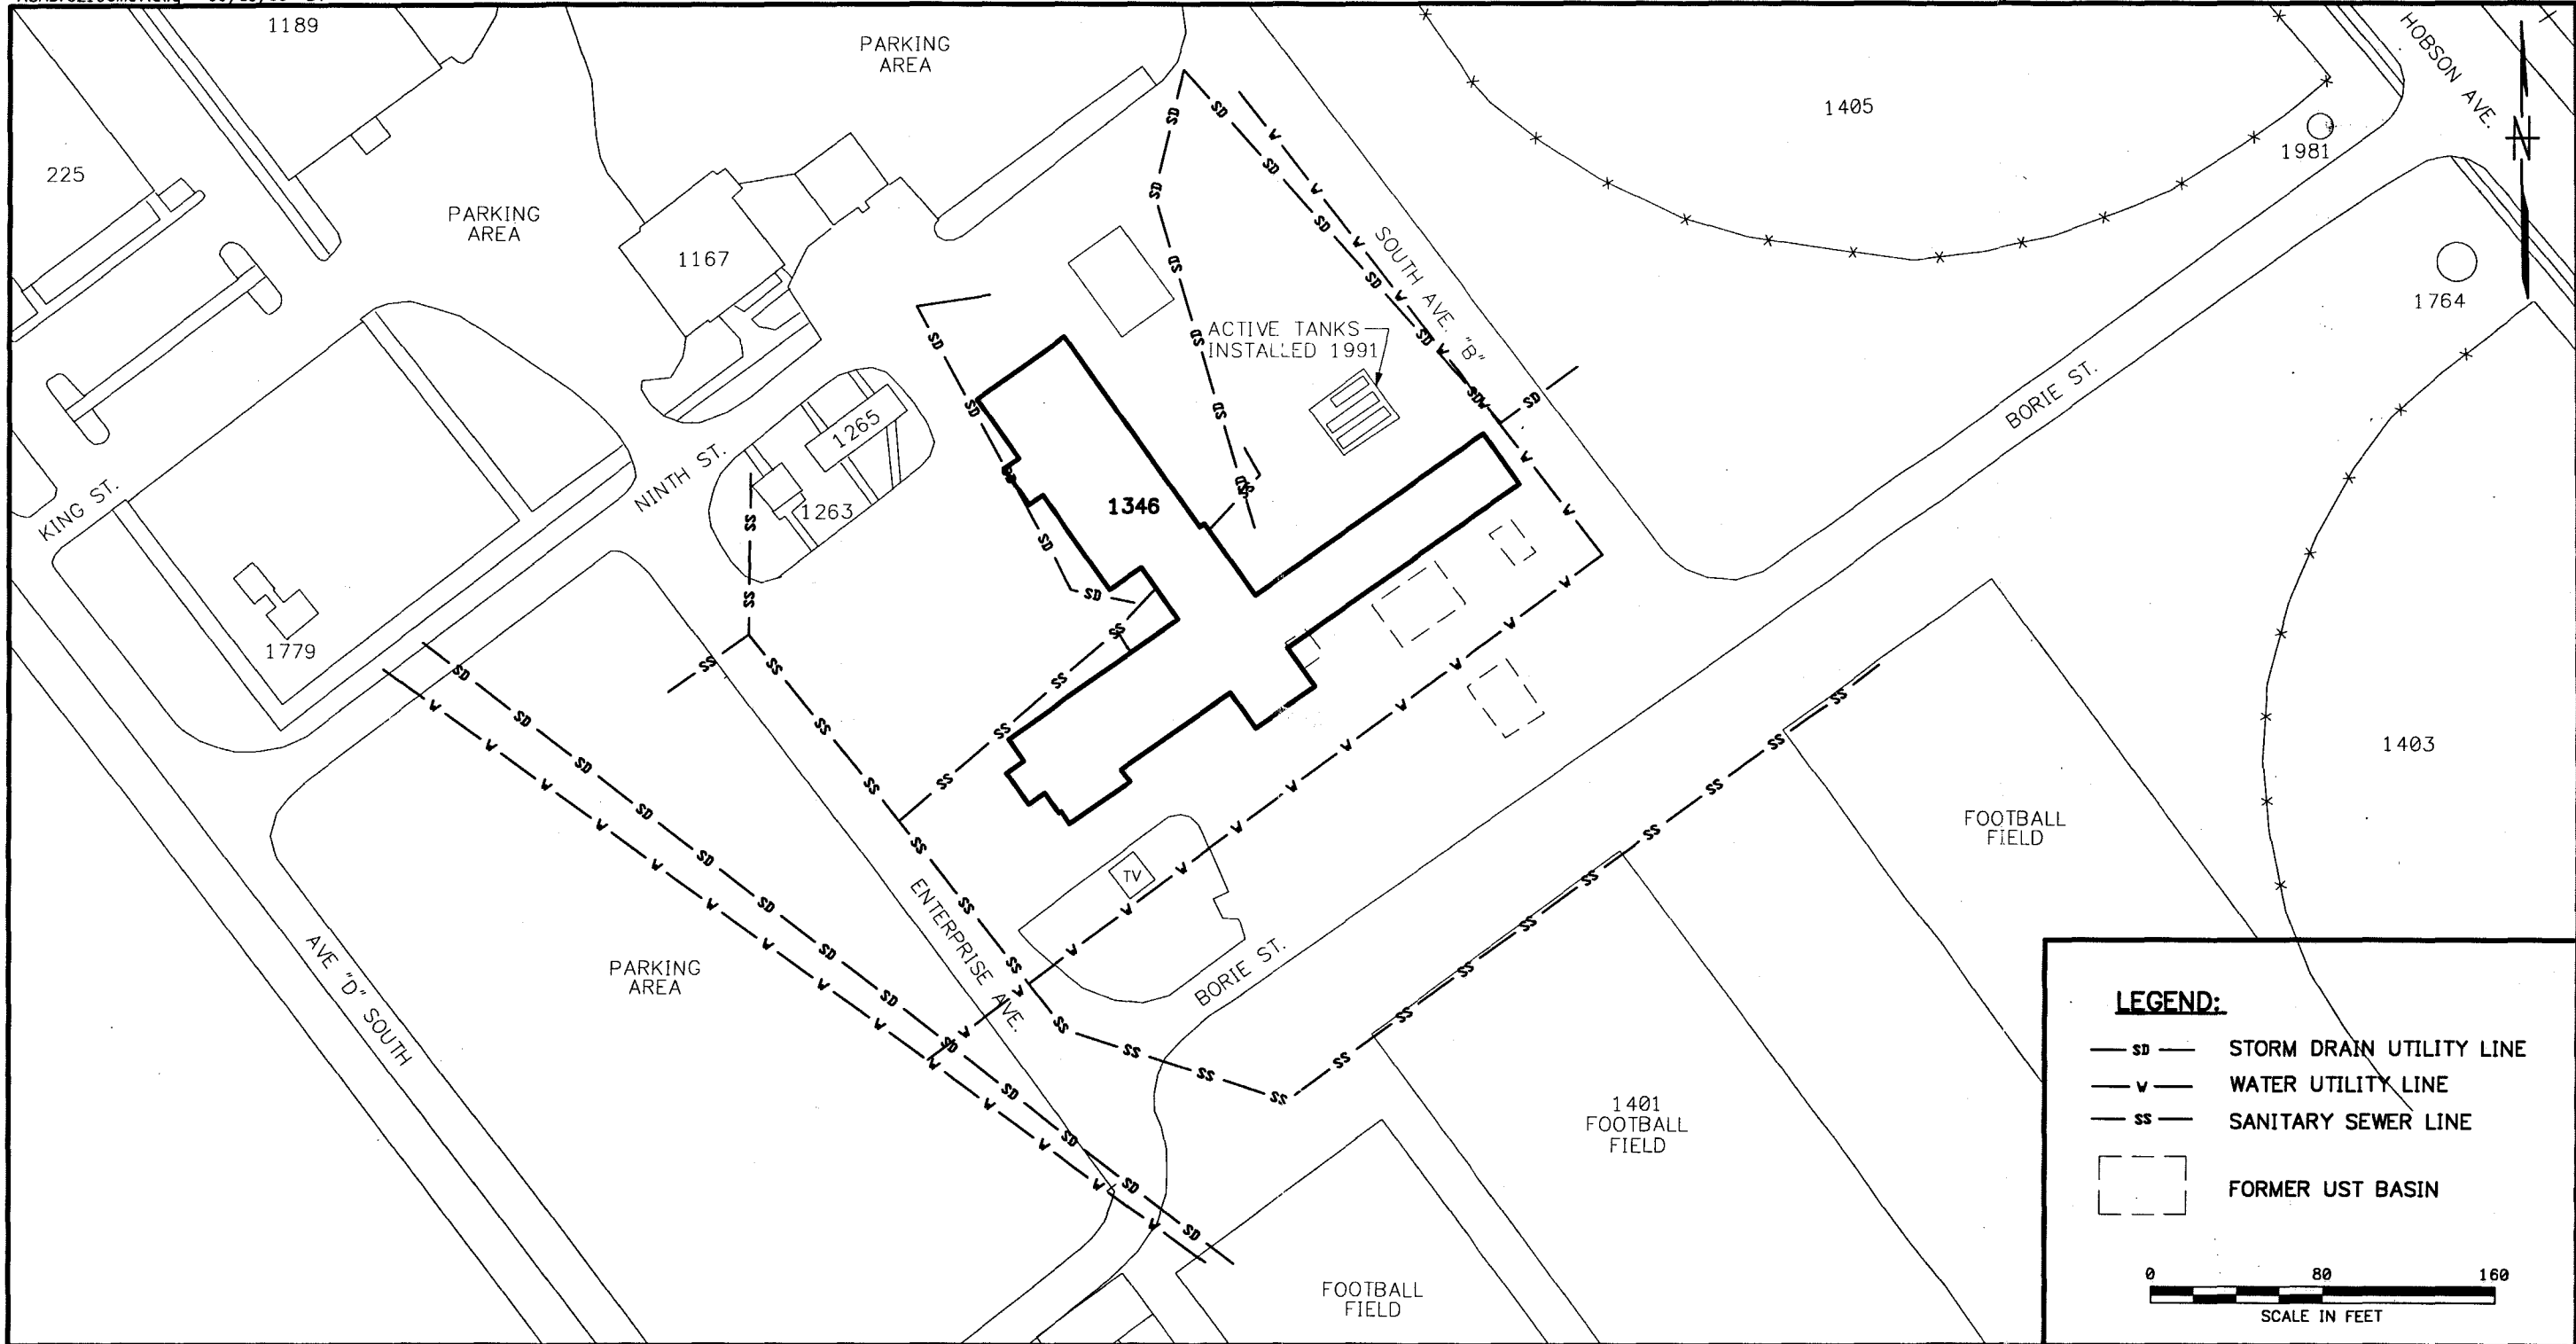 1189
PARKING
AREA
HOBSON AVE.
1405
N
1981
225
PARKING
AREA
1167
SOUTH AVE. "B"
1764
ACTIVE TANKS
INSTALLED 1991
BORIE ST.
1265
NINTH ST.
1263
1346
KING ST.
1779
1403
FOOTBALL
FIELD
TV
ENTERPRISE AVE.
BORIE ST.
AVE "D" SOUTH
PARKING
AREA
1401
FOOTBALL
FIELD
FOOTBALL
FIELD
LEGEND:
SD STORM DRAIN UTILITY LINE
W WATER UTILITY LINE
SS SANITARY SEWER LINE
FORMER UST BASIN
0 80 160
SCALE IN FEET